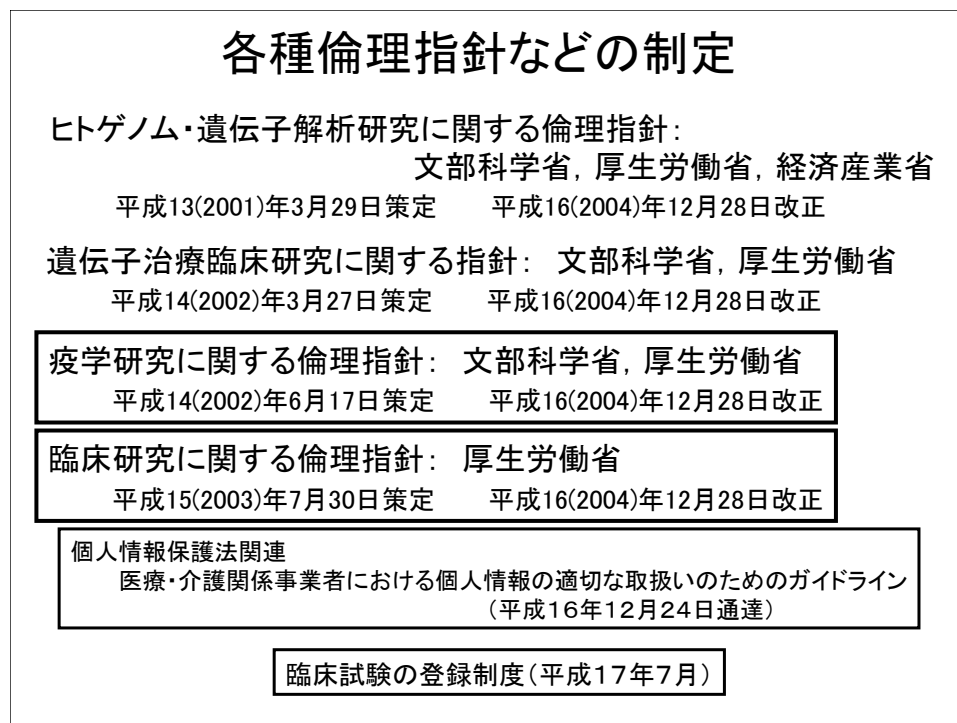 各種倫理指針などの制定
ヒトゲノム・遺伝子解析研究に関する倫理指針:
文部科学省, 厚生労働省, 経済産業省
平成13(2001)年3月29日策定　　平成16(2004)年12月28日改正
遺伝子治療臨床研究に関する指針:　文部科学省, 厚生労働省
平成14(2002)年3月27日策定　　平成16(2004)年12月28日改正
疫学研究に関する倫理指針:　文部科学省, 厚生労働省
平成14(2002)年6月17日策定　　平成16(2004)年12月28日改正
臨床研究に関する倫理指針:　厚生労働省
平成15(2003)年7月30日策定　　平成16(2004)年12月28日改正
個人情報保護法関連
医療・介護関係事業者における個人情報の適切な取扱いのためのガイドライン
(平成16年12月24日通達)
臨床試験の登録制度(平成17年7月)